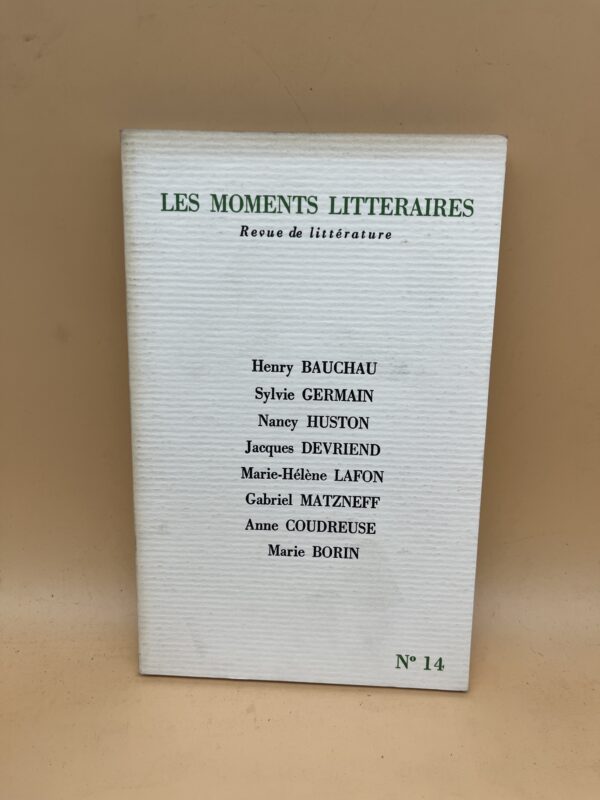 LES MOMENTS LITTERAIRES
Revue de littérature
Henry BAUCHAU
Sylvie GERMAIN
Nancy HUSTON
Jacques DEVRIEND
Marie-Hélène LAFON
Gabriel MATZNEFF
Anne COUDREUSE
Marie BORIN
Nº 14